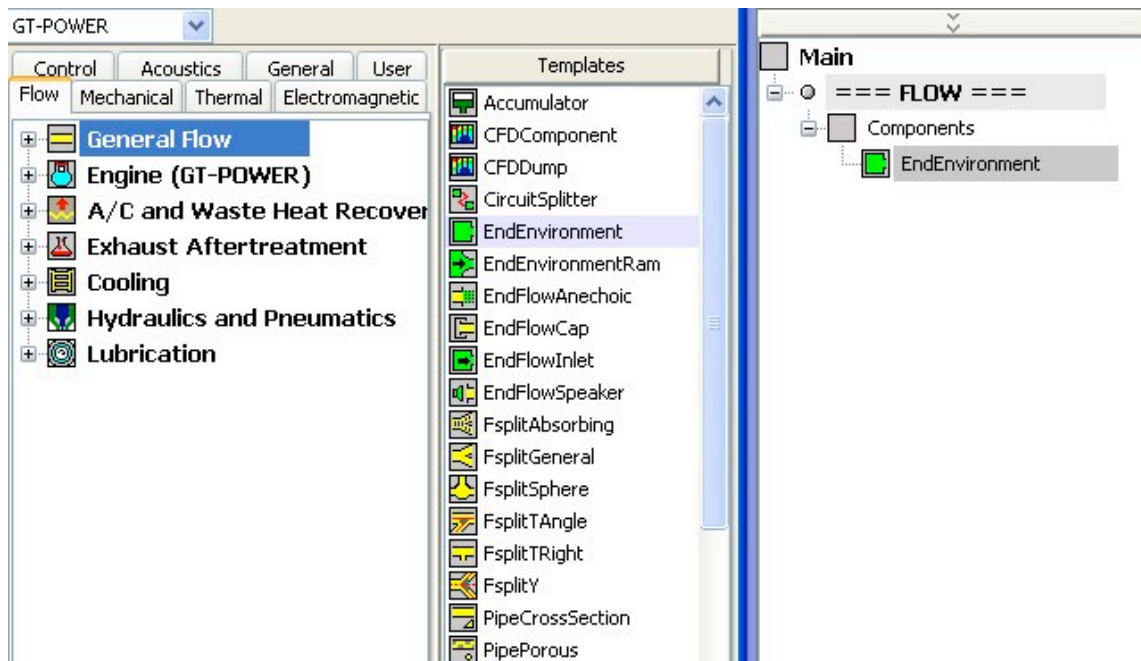 GT-POWER
Control Acoustics General User
Flow Mechanical Thermal Electromagnetic
General Flow
Engine (GT-POWER)
A/C and Waste Heat Recover
Exhaust Aftertreatment
Cooling
Hydraulics and Pneumatics
Lubrication
Templates
Accumulator
CFDComponent
CFDDump
CircuitSplitter
EndEnvironment
EndEnvironmentRam
EndFlowAnechoic
EndFlowCap
EndFlowInlet
EndFlowSpeaker
FsplitAbsorbing
FsplitGeneral
FsplitSphere
FsplitTAngle
FsplitTRight
FsplitY
PipeCrossSection
PipePorous
Main
=== FLOW ===
Components
EndEnvironment